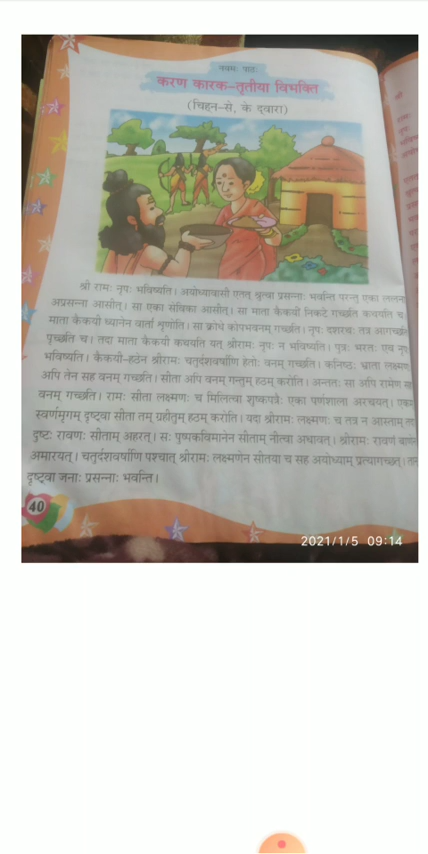 नवमः पाठः
करण कारक-तृतीया विभक्ति
(चिह्न-से, के द्वारा)
श्री रामः नृपः भविष्यति। अयोध्यावासी एतत् श्रुत्वा प्रसन्नाः भवन्ति परन्तु एका ललना
अप्रसन्ना आसीत्। सा एका सेविका आसीत्। सा माता कैकयी निकटे गच्छति कथयति च
माता कैकयी ध्यानेन वार्तां शृणोति। सा क्रोधे कोपभवनम् गच्छति। नृपः दशरथः तत्र आगच्छति
पृच्छति च। तदा माता कैकयी कथयति यत् श्रीरामः नृपः न भविष्यति। पुत्रः भरतः एव नृपः
भविष्यति। कैकयी-हठेन श्रीरामः चतुर्दशवर्षाणि हेतोः वनम् गच्छति। कनिष्ठः भ्राता लक्ष्मणः
अपि तेन सह वनम् गच्छति। सीता अपि वनम् गन्तुम् हठम् करोति। अन्ततः सा अपि रामेण
वनम् गच्छति। रामः सीता लक्ष्मणः च मिलित्वा शुष्कपत्रैः एका पर्णशाला अरचयत्।
स्वर्णमृगम् दृष्ट्वा सीता तम् ग्रहीतुम् हठम् करोति। यदा श्रीरामः लक्ष्मणः च तत्र न आस्ताम्
दुष्टः रावणः सीताम् अहरत्। सः पुष्पकविमानेन सीताम् नीत्वा अधावत्। श्रीरामः रावणं
अमारयत्। चतुर्दशवर्षाणि पश्चात् श्रीरामः लक्ष्मणेन सीतया च सह अयोध्याम् प्रत्यागच्छत्।
दृष्ट्वा जनाः प्रसन्नाः भवन्ति।
40
2021/1/5 09:14